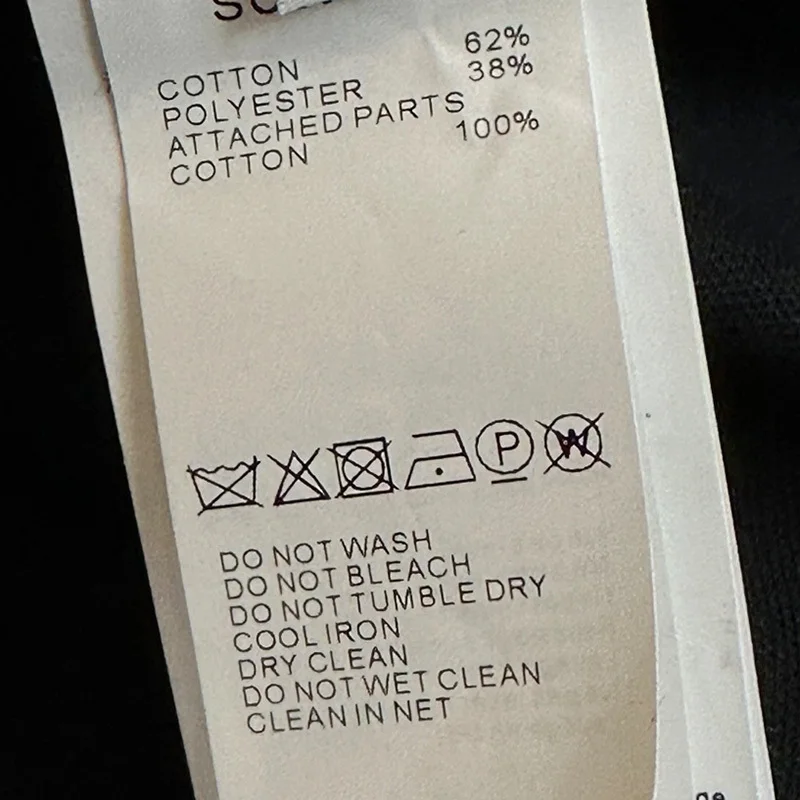 COTTON 62%
POLYESTER 38%
ATTACHED PARTS
COTTON 100%
P
W
DO NOT WASH
DO NOT BLEACH
DO NOT TUMBLE DRY
COOL IRON
DRY CLEAN
DO NOT WET CLEAN
CLEAN IN NET